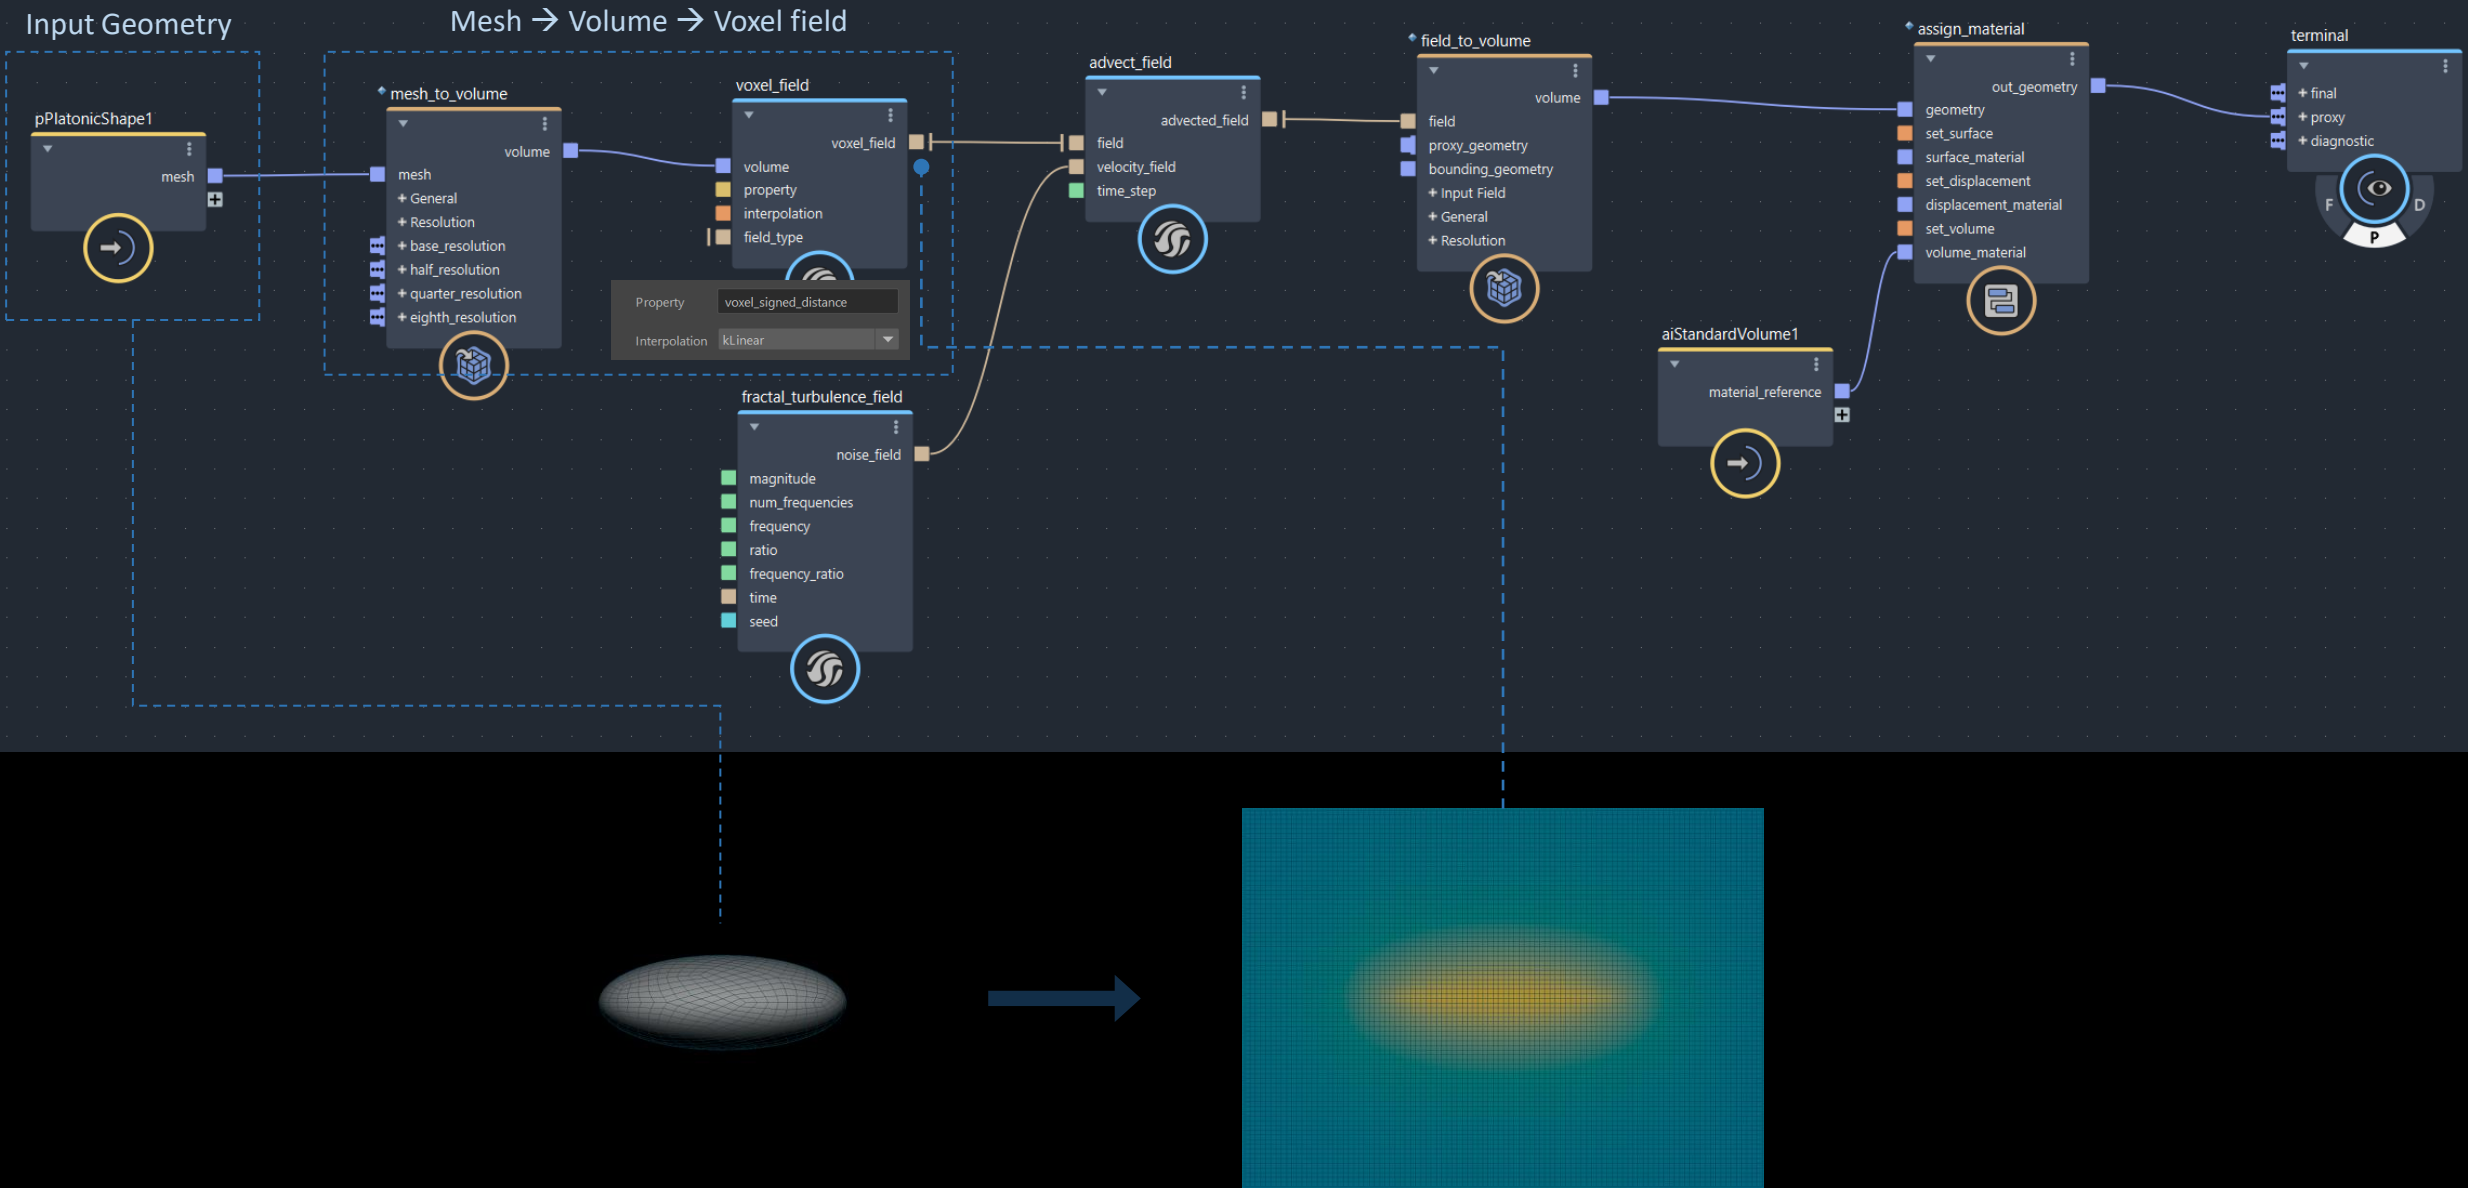 Input Geometry
Mesh → Volume → Voxel field
pPlatonicShape1
mesh
mesh_to_volume
volume
mesh
+ General
+ Resolution
+ base_resolution
+ half_resolution
+ quarter_resolution
+ eighth_resolution
voxel_field
voxel_field
volume
property
interpolation
field_type
Property voxel_signed_distance
Interpolation kLinear
fractal_turbulence_field
noise_field
magnitude
num_frequencies
frequency
ratio
frequency_ratio
time
seed
advect_field
advected_field
field
velocity_field
time_step
field_to_volume
volume
field
proxy_geometry
bounding_geometry
+ Input Field
+ General
+ Resolution
aiStandardVolume1
material_reference
assign_material
out_geometry
geometry
set_surface
surface_material
set_displacement
displacement_material
set_volume
volume_material
terminal
+ final
+ proxy
+ diagnostic
F D
P